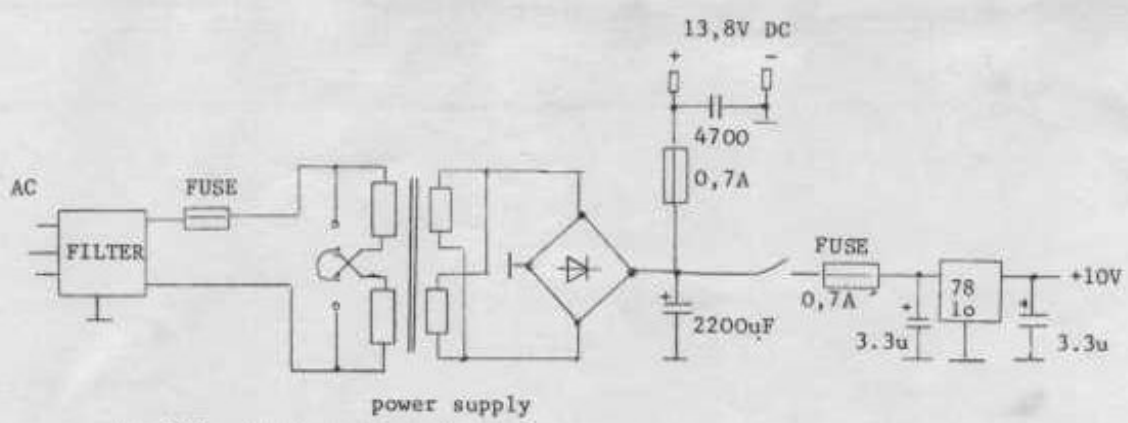 13,8V DC
+ -
4700
0,7A
AC
FUSE
FILTER
FUSE
0,7A
+
2200uF
+
3.3u
78
lo
+10V
+
3.3u
power supply